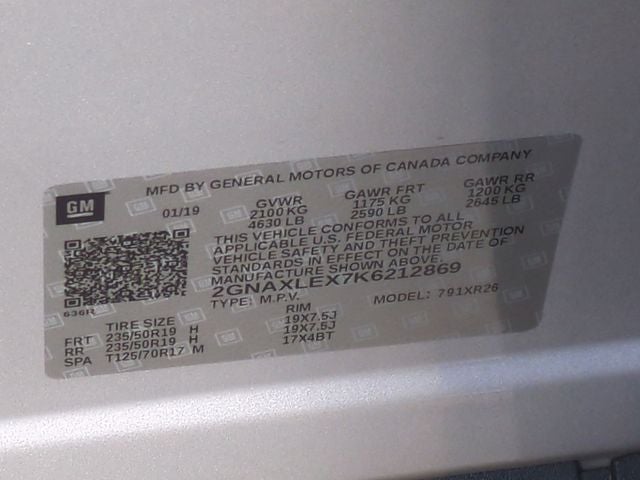 GM
MFD BY GENERAL MOTORS OF CANADA COMPANY
01/19
GVWR GAWR FRT GAWR RR
2100 KG 1175 KG 1200 KG
4630 LB 2590 LB 2645 LB
THIS VEHICLE CONFORMS TO ALL
APPLICABLE U.S. FEDERAL MOTOR
VEHICLE SAFETY AND THEFT PREVENTION
STANDARDS IN EFFECT ON THE DATE OF
MANUFACTURE SHOWN ABOVE.
2GNAXLEX7K6212869
TYPE: M.P.V. MODEL: 791XR26
636R
TIRE SIZE RIM
FRT 235/50R19 H 19X7.5J
RR 235/50R19 H 19X7.5J
SPA T125/70R17 M 17X4BT